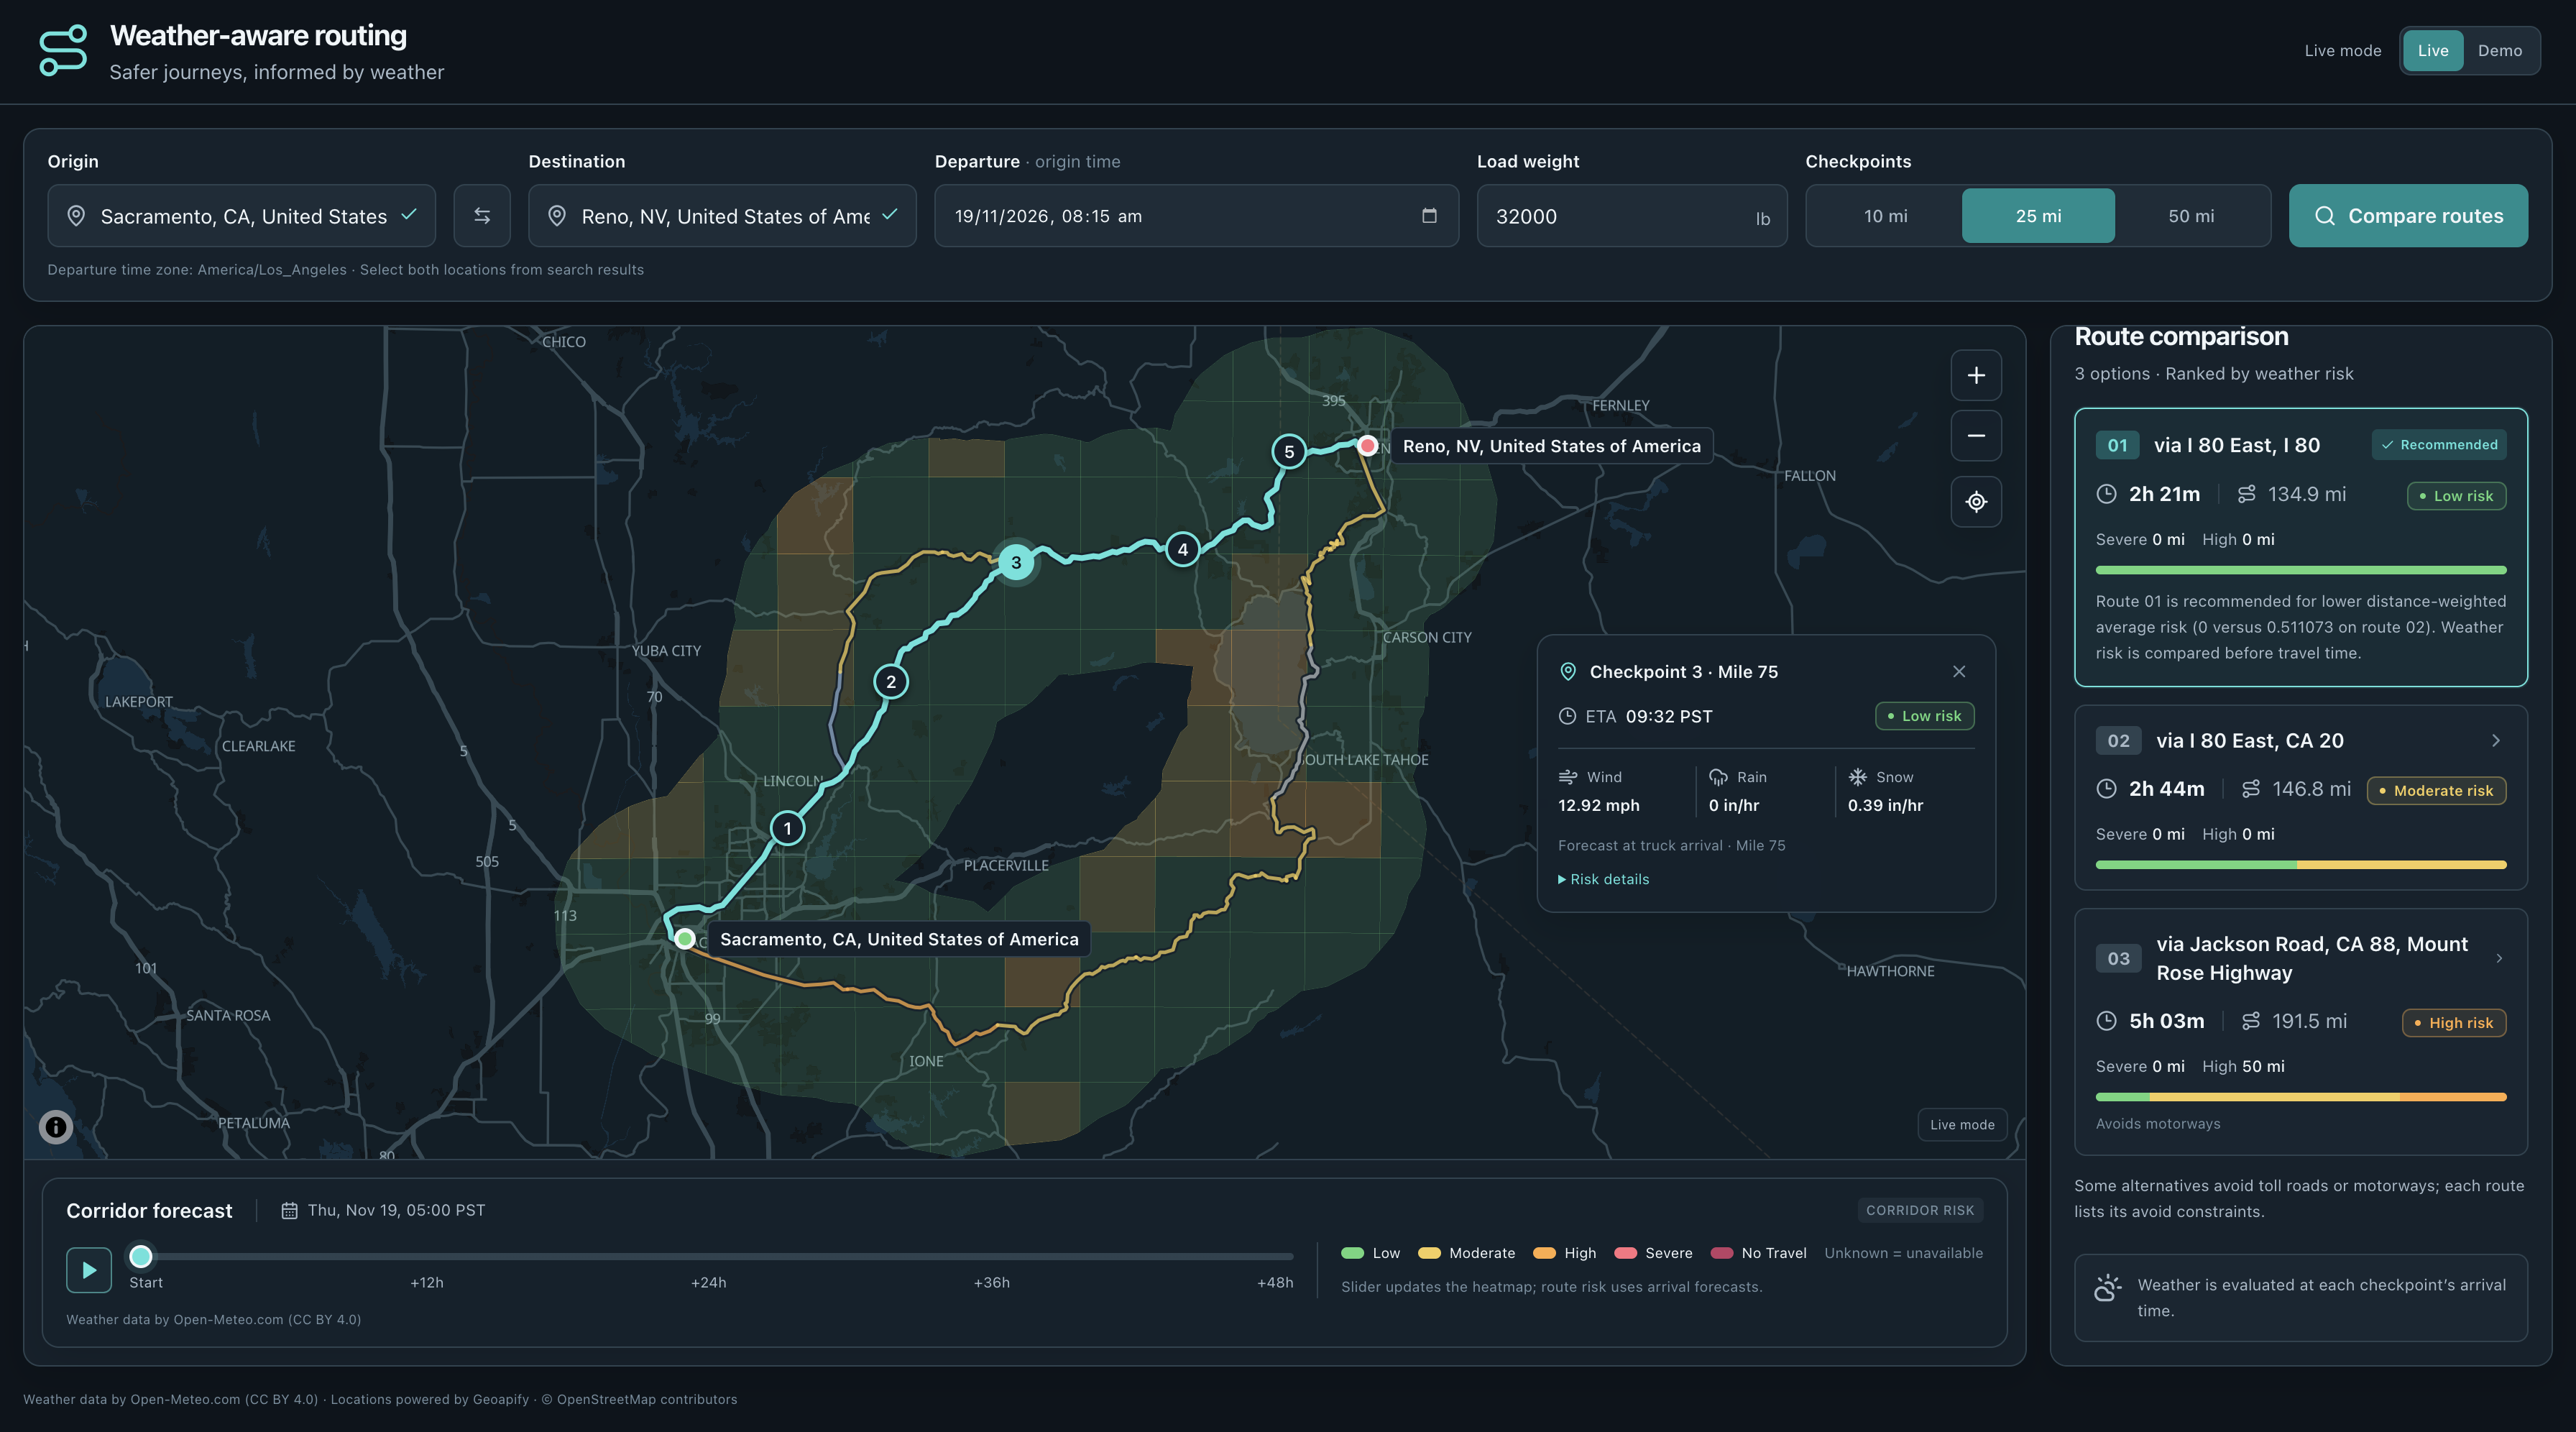 Weather-aware routing
Safer journeys, informed by weather
Live mode
Live
Demo
Origin
Destination
Departure · origin time
Load weight
Checkpoints
Sacramento, CA, United States
Reno, NV, United States of Ame
19/11/2026, 08:15 am
32000
lb
10 mi
25 mi
50 mi
Compare routes
Departure time zone: America/Los_Angeles · Select both locations from search results
CHICO
395
FERNLEY
5
Reno, NV, United States of America
FALLON
3
4
YUBA CITY
CARSON CITY
2
70
LAKEPORT
CLEARLAKE
5
SOUTH LAKE TAHOE
LINCOLN
5
1
505
PLACERVILLE
113
Sacramento, CA, United States of America
101
HAWTHORNE
SANTA ROSA
99
IONE
PETALUMA
80
Live mode
Checkpoint 3 · Mile 75
ETA 09:32 PST
Low risk
Wind
Rain
Snow
12.92 mph
0 in/hr
0.39 in/hr
Forecast at truck arrival · Mile 75
Risk details
Corridor forecast
Thu, Nov 19, 05:00 PST
CORRIDOR RISK
Start
+12h
+24h
+36h
+48h
Low
Moderate
High
Severe
No Travel
Unknown = unavailable
Slider updates the heatmap; route risk uses arrival forecasts.
Weather data by Open-Meteo.com (CC BY 4.0)
Route comparison
3 options · Ranked by weather risk
01
via I 80 East, I 80
Recommended
2h 21m
134.9 mi
Low risk
Severe 0 mi High 0 mi
Route 01 is recommended for lower distance-weighted
average risk (0 versus 0.511073 on route 02). Weather
risk is compared before travel time.
02
via I 80 East, CA 20
2h 44m
146.8 mi
Moderate risk
Severe 0 mi High 0 mi
03
via Jackson Road, CA 88, Mount
Rose Highway
5h 03m
191.5 mi
High risk
Severe 0 mi High 50 mi
Avoids motorways
Some alternatives avoid toll roads or motorways; each route
lists its avoid constraints.
Weather is evaluated at each checkpoint's arrival
time.
Weather data by Open-Meteo.com (CC BY 4.0) · Locations powered by Geoapify · © OpenStreetMap contributors